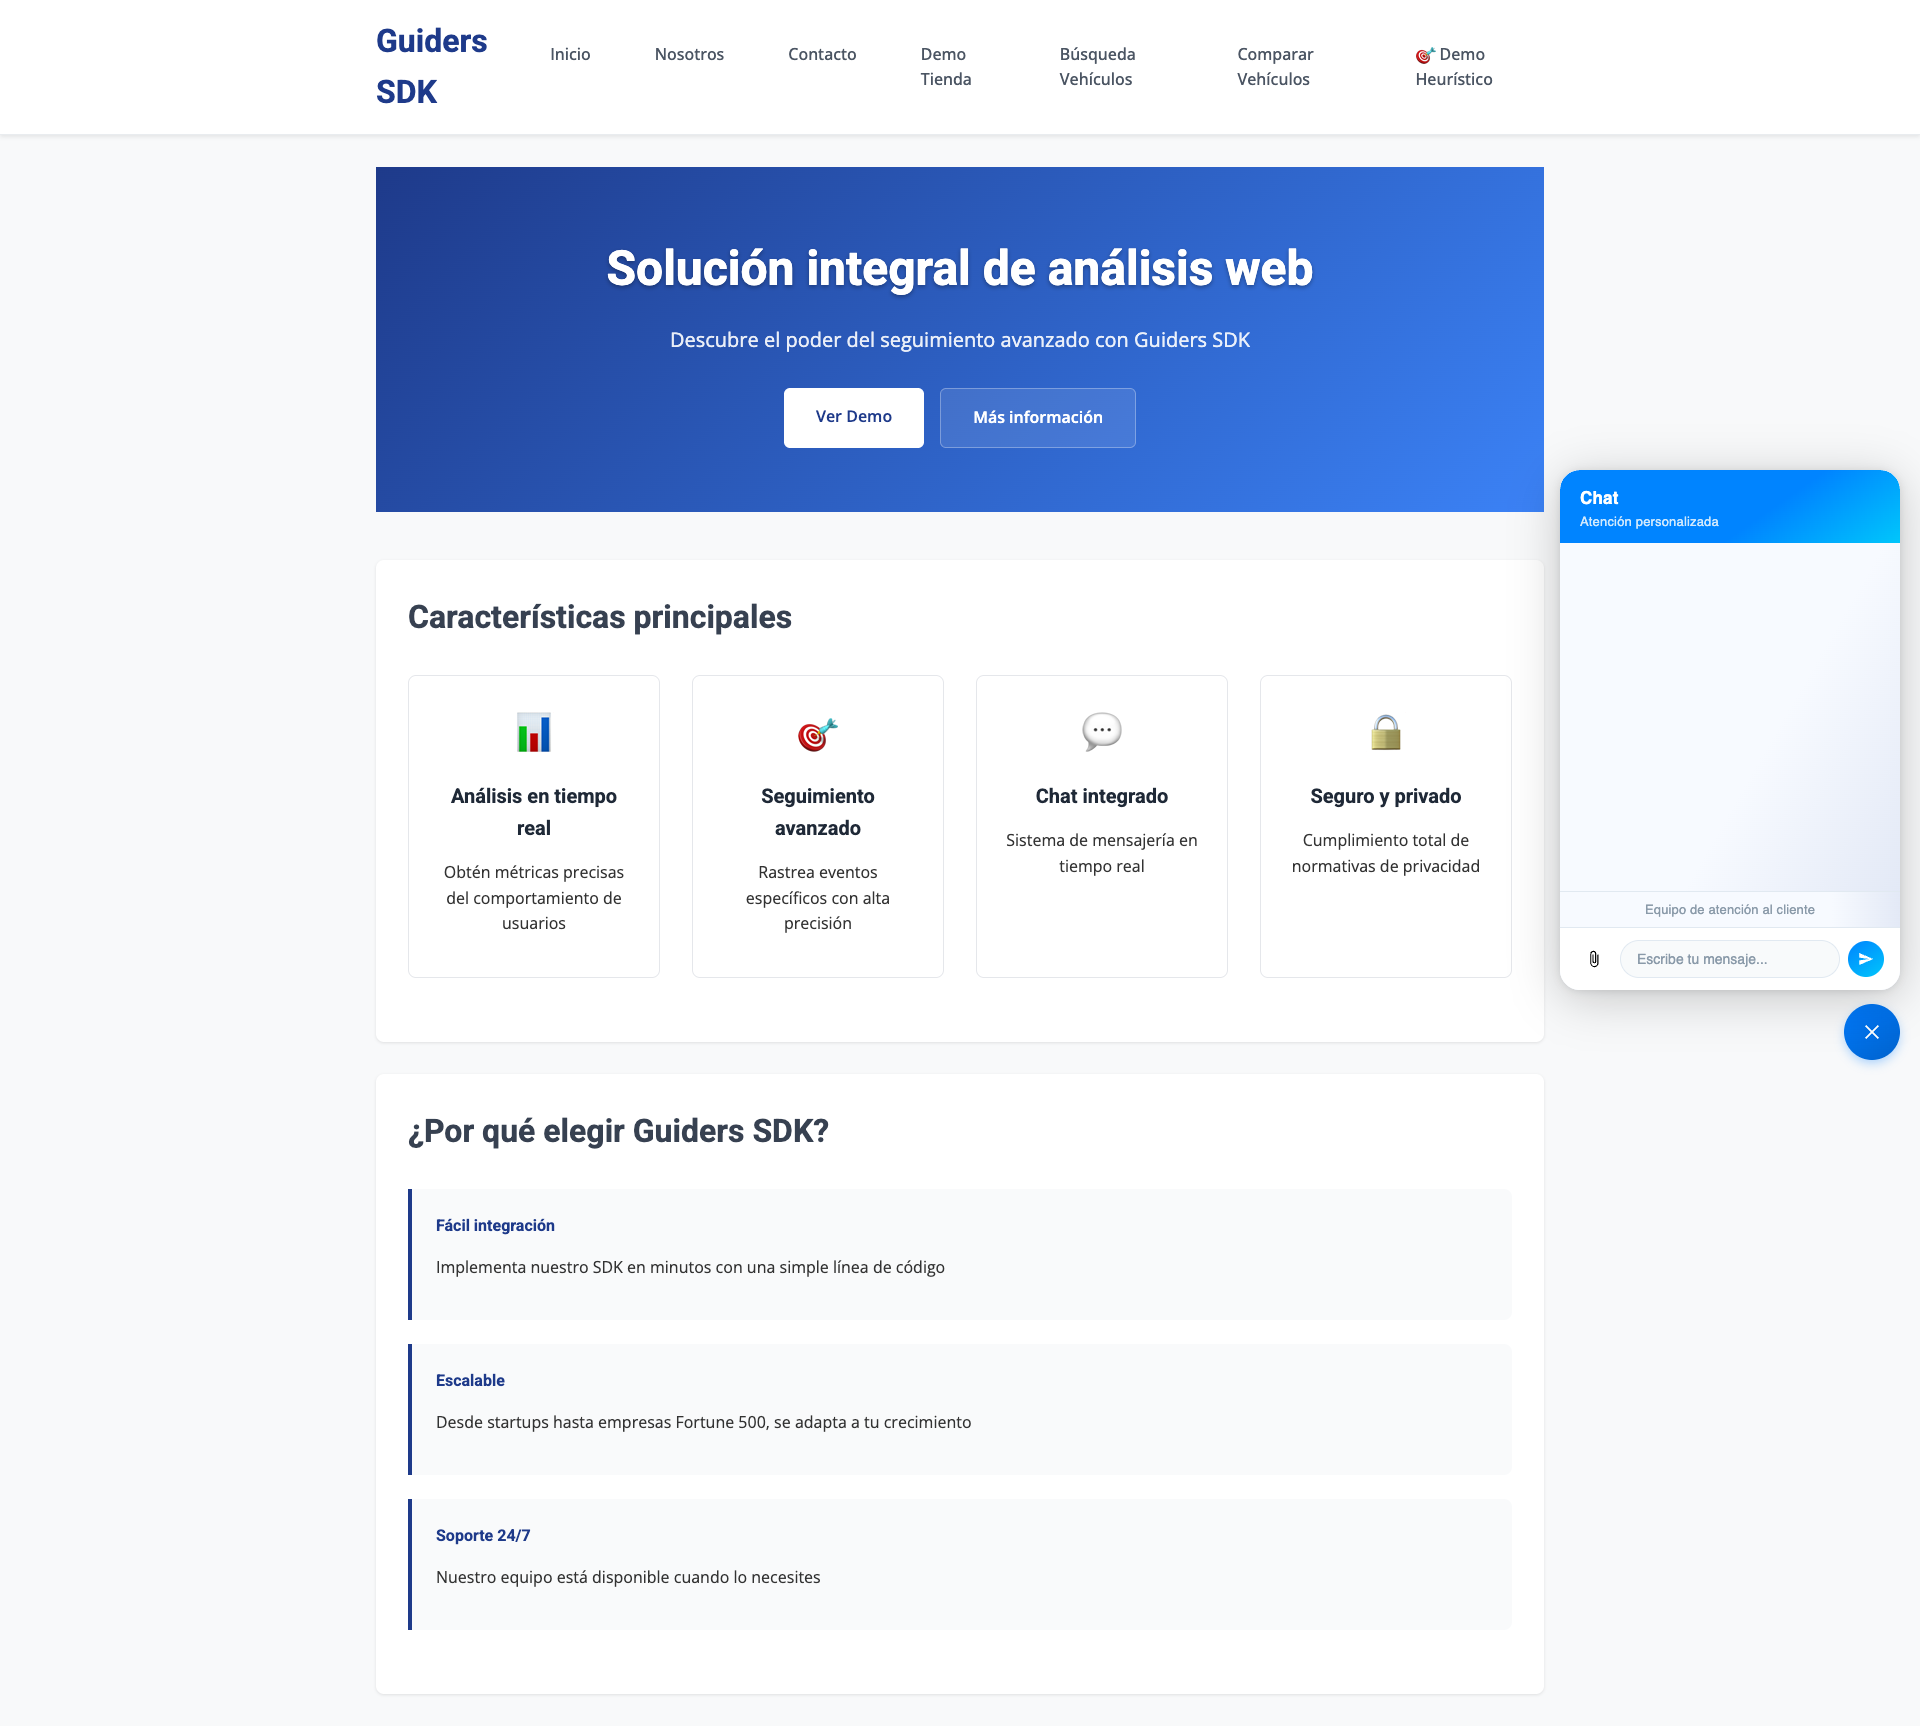 Guiders
SDK
Inicio
Nosotros
Contacto
Demo
Tienda
Búsqueda
Vehículos
Comparar
Vehículos
🎯 Demo
Heurístico
Solución integral de análisis web
Descubre el poder del seguimiento avanzado con Guiders SDK
Ver Demo
Más información
Características principales
Análisis en tiempo
real
Obtén métricas precisas
del comportamiento de
usuarios
Seguimiento
avanzado
Rastrea eventos
específicos con alta
precisión
Chat integrado
Sistema de mensajería en
tiempo real
Seguro y privado
Cumplimiento total de
normativas de privacidad
¿Por qué elegir Guiders SDK?
Fácil integración
Implementa nuestro SDK en minutos con una simple línea de código
Escalable
Desde startups hasta empresas Fortune 500, se adapta a tu crecimiento
Soporte 24/7
Nuestro equipo está disponible cuando lo necesites
Chat
Atención personalizada
Equipo de atención al cliente
Escribe tu mensaje...